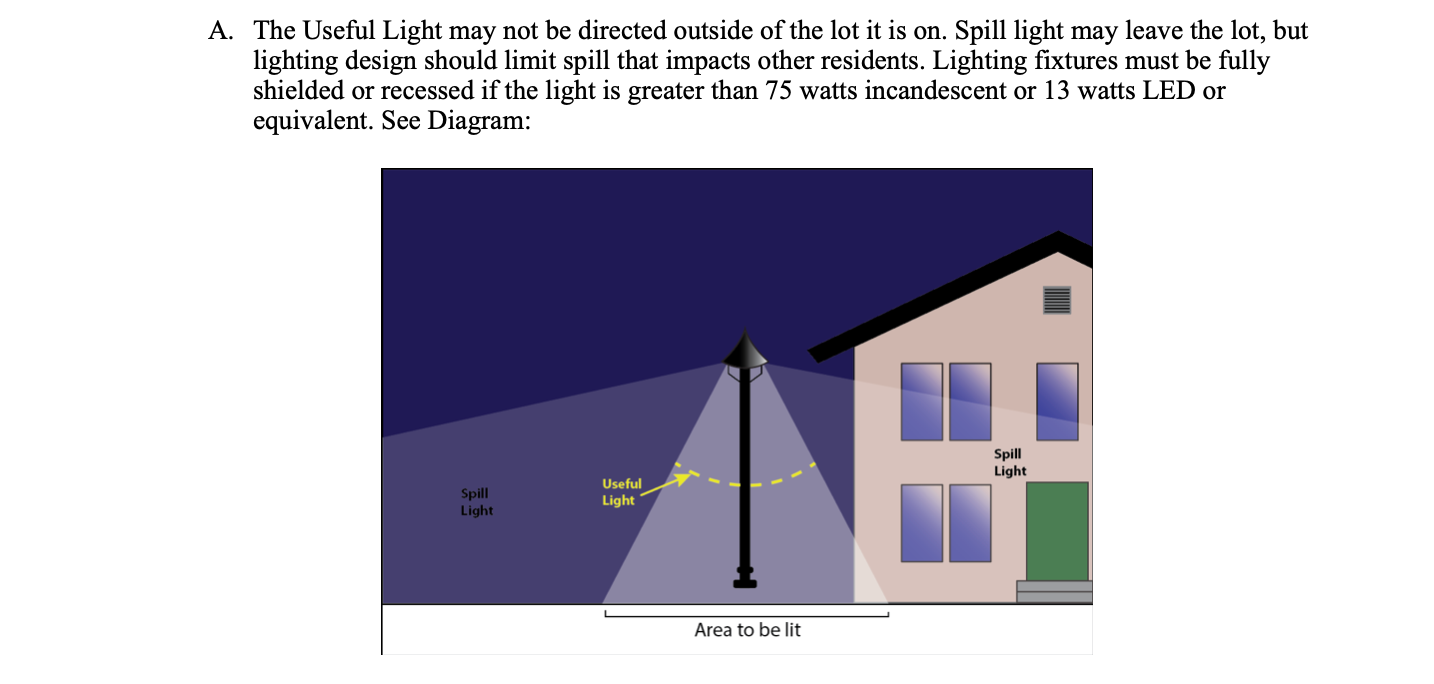 A. The Useful Light may not be directed outside of the lot it is on. Spill light may leave the lot, but
lighting design should limit spill that impacts other residents. Lighting fixtures must be fully
shielded or recessed if the light is greater than 75 watts incandescent or 13 watts LED or
equivalent. See Diagram:
Spill
Light
Useful
Light
Spill
Light
Area to be lit